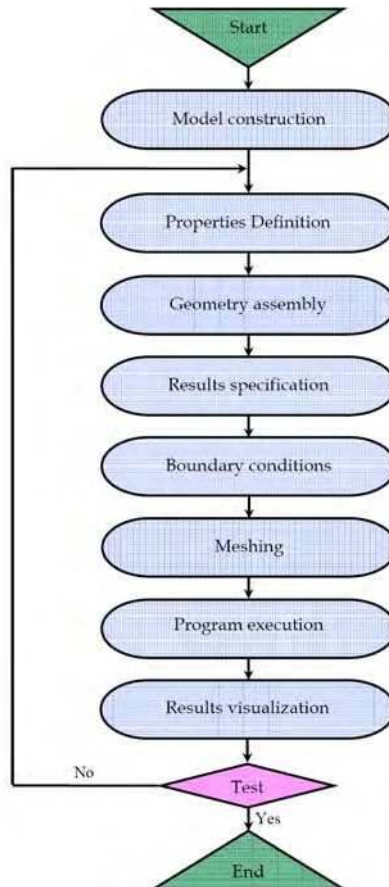 Start
Model construction
Properties Definition
Geometry assembly
Results specification
Boundary conditions
Meshing
Program execution
Results visualization
No
Test
Yes
End